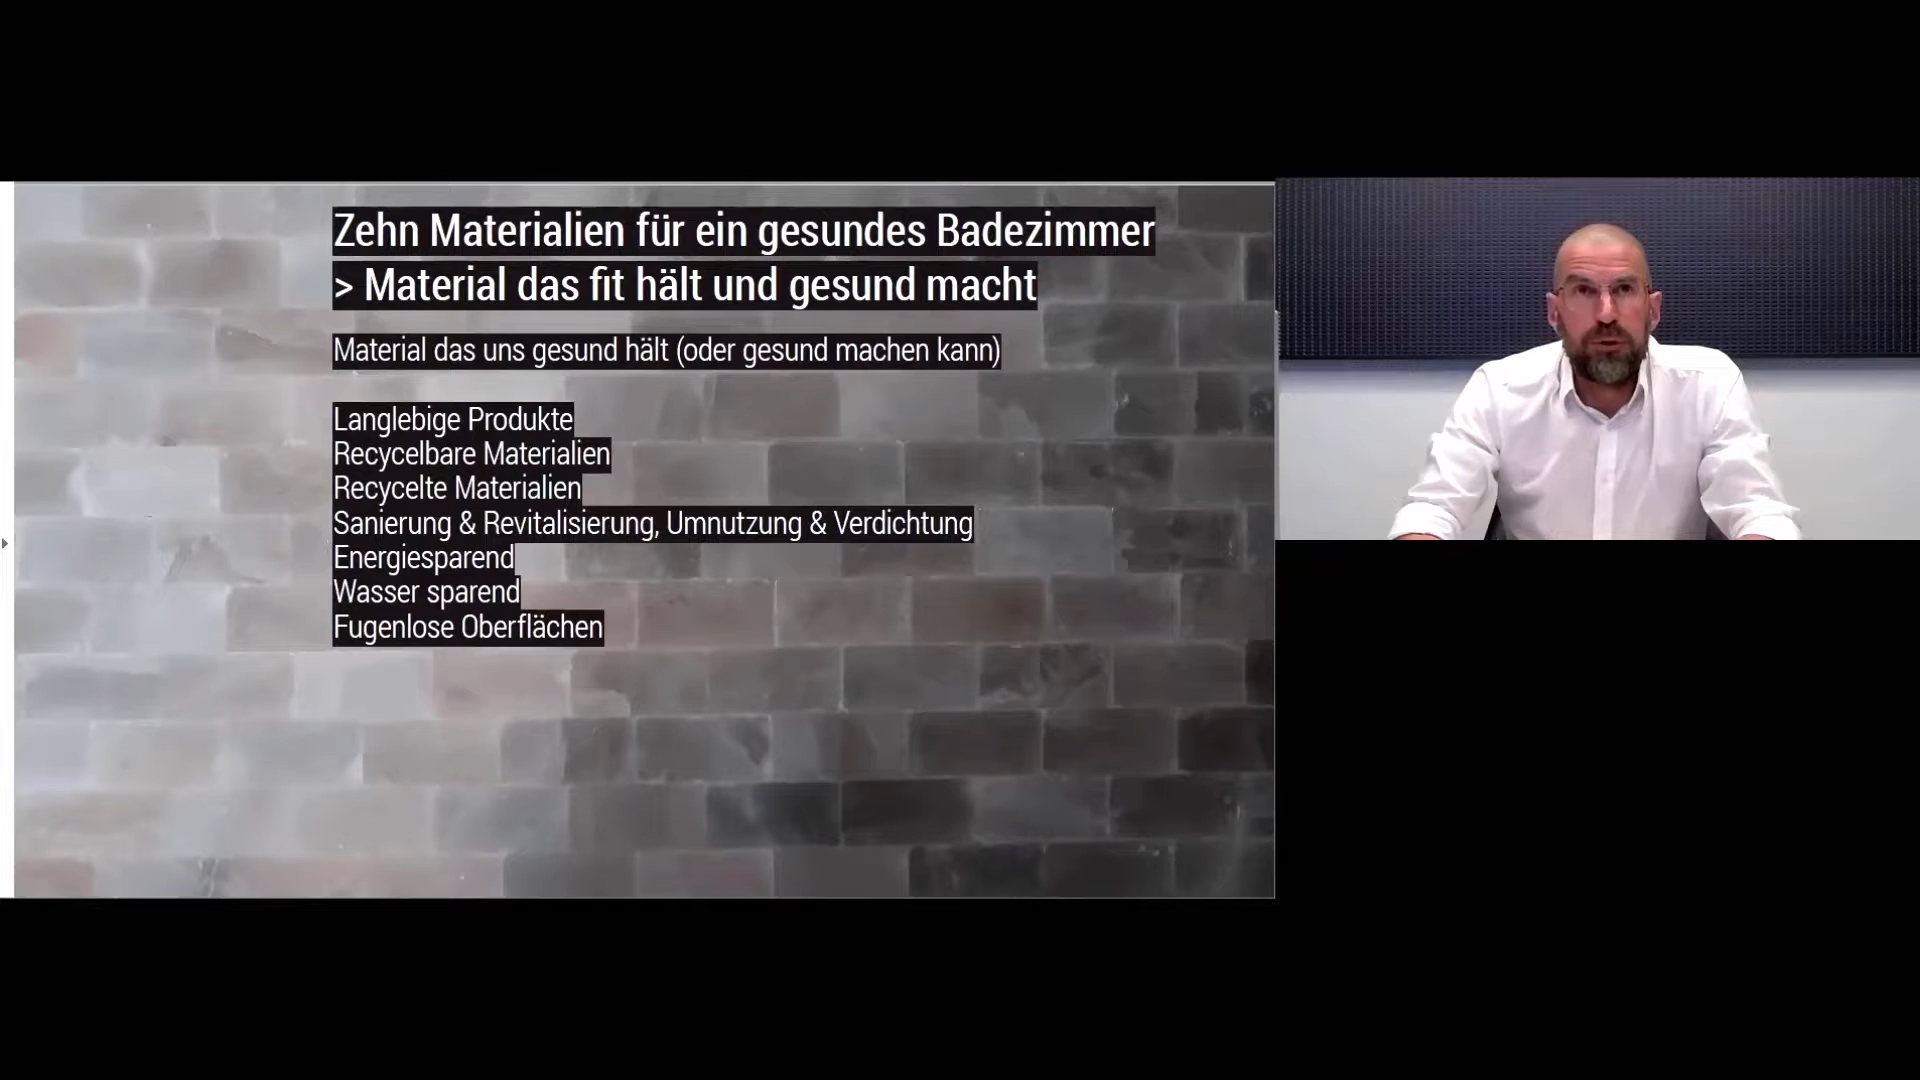 Zehn Materialien für ein gesundes Badezimmer
> Material das fit hält und gesund macht
Material das uns gesund hält (oder gesund machen kann)
Langlebige Produkte
Recycelbare Materialien
Recycelte Materialien
Sanierung & Revitalisierung, Umnutzung & Verdichtung
Energiesparend
Wasser sparend
Fugenlose Oberflächen